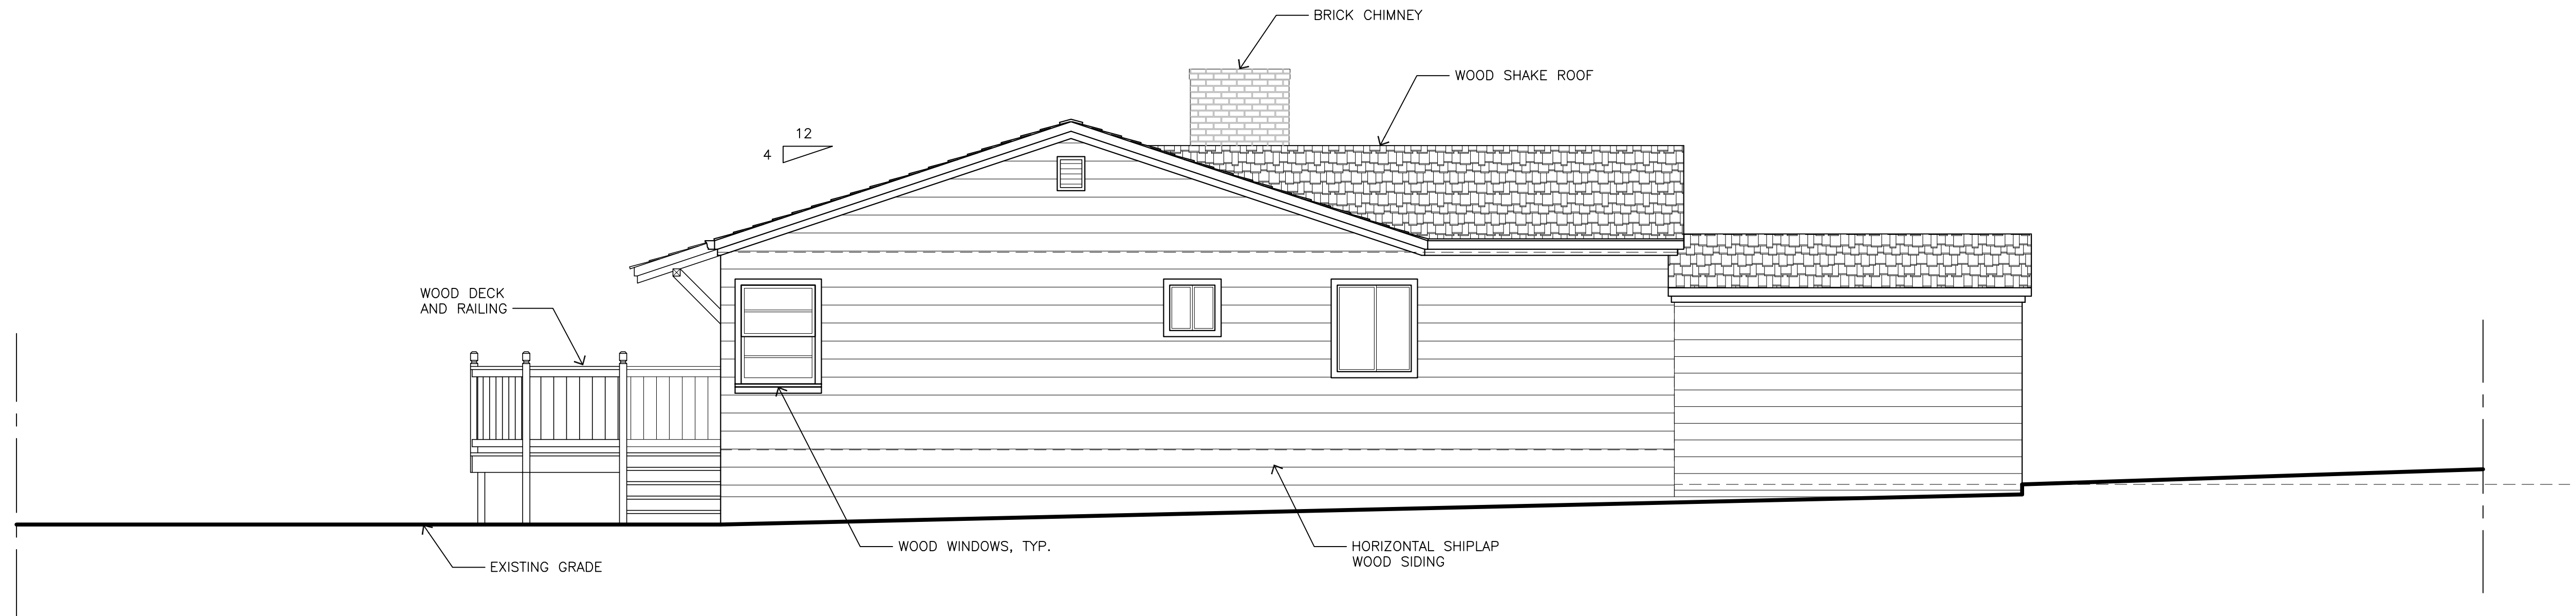 BRICK CHIMNEY
WOOD SHAKE ROOF
12
4
WOOD DECK
AND RAILING
WOOD WINDOWS, TYP.
HORIZONTAL SHIPLAP
WOOD SIDING
EXISTING GRADE